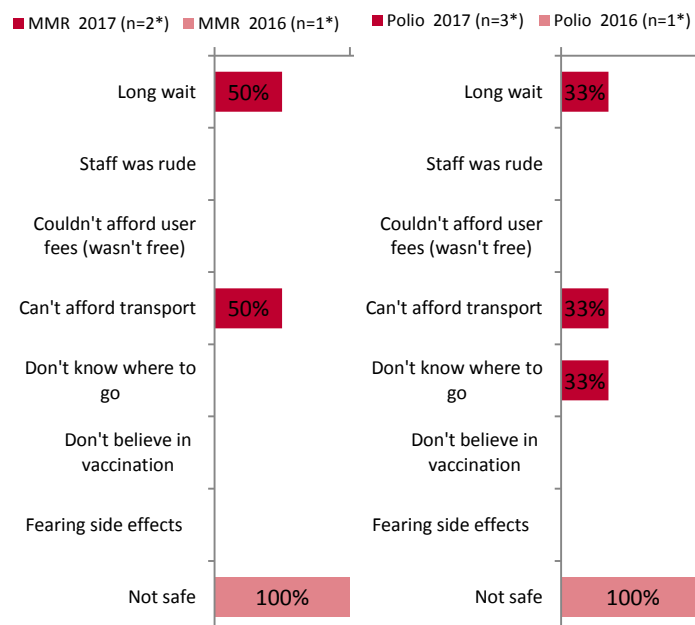 MMR 2017 (n=2*) MMR 2016 (n=1*)
Long wait
50%
Staff was rude
Couldn't afford user
fees (wasn't free)
Can't afford transport
50%
Don't know where to
go
Don't believe in
vaccination
Fearing side effects
Not safe
100%
Polio 2017 (n=3*) Polio 2016 (n=1*)
Long wait
33%
Staff was rude
Couldn't afford user
fees (wasn't free)
Can't afford transport
33%
Don't know where to
go
33%
Don't believe in
vaccination
Fearing side effects
Not safe
100%